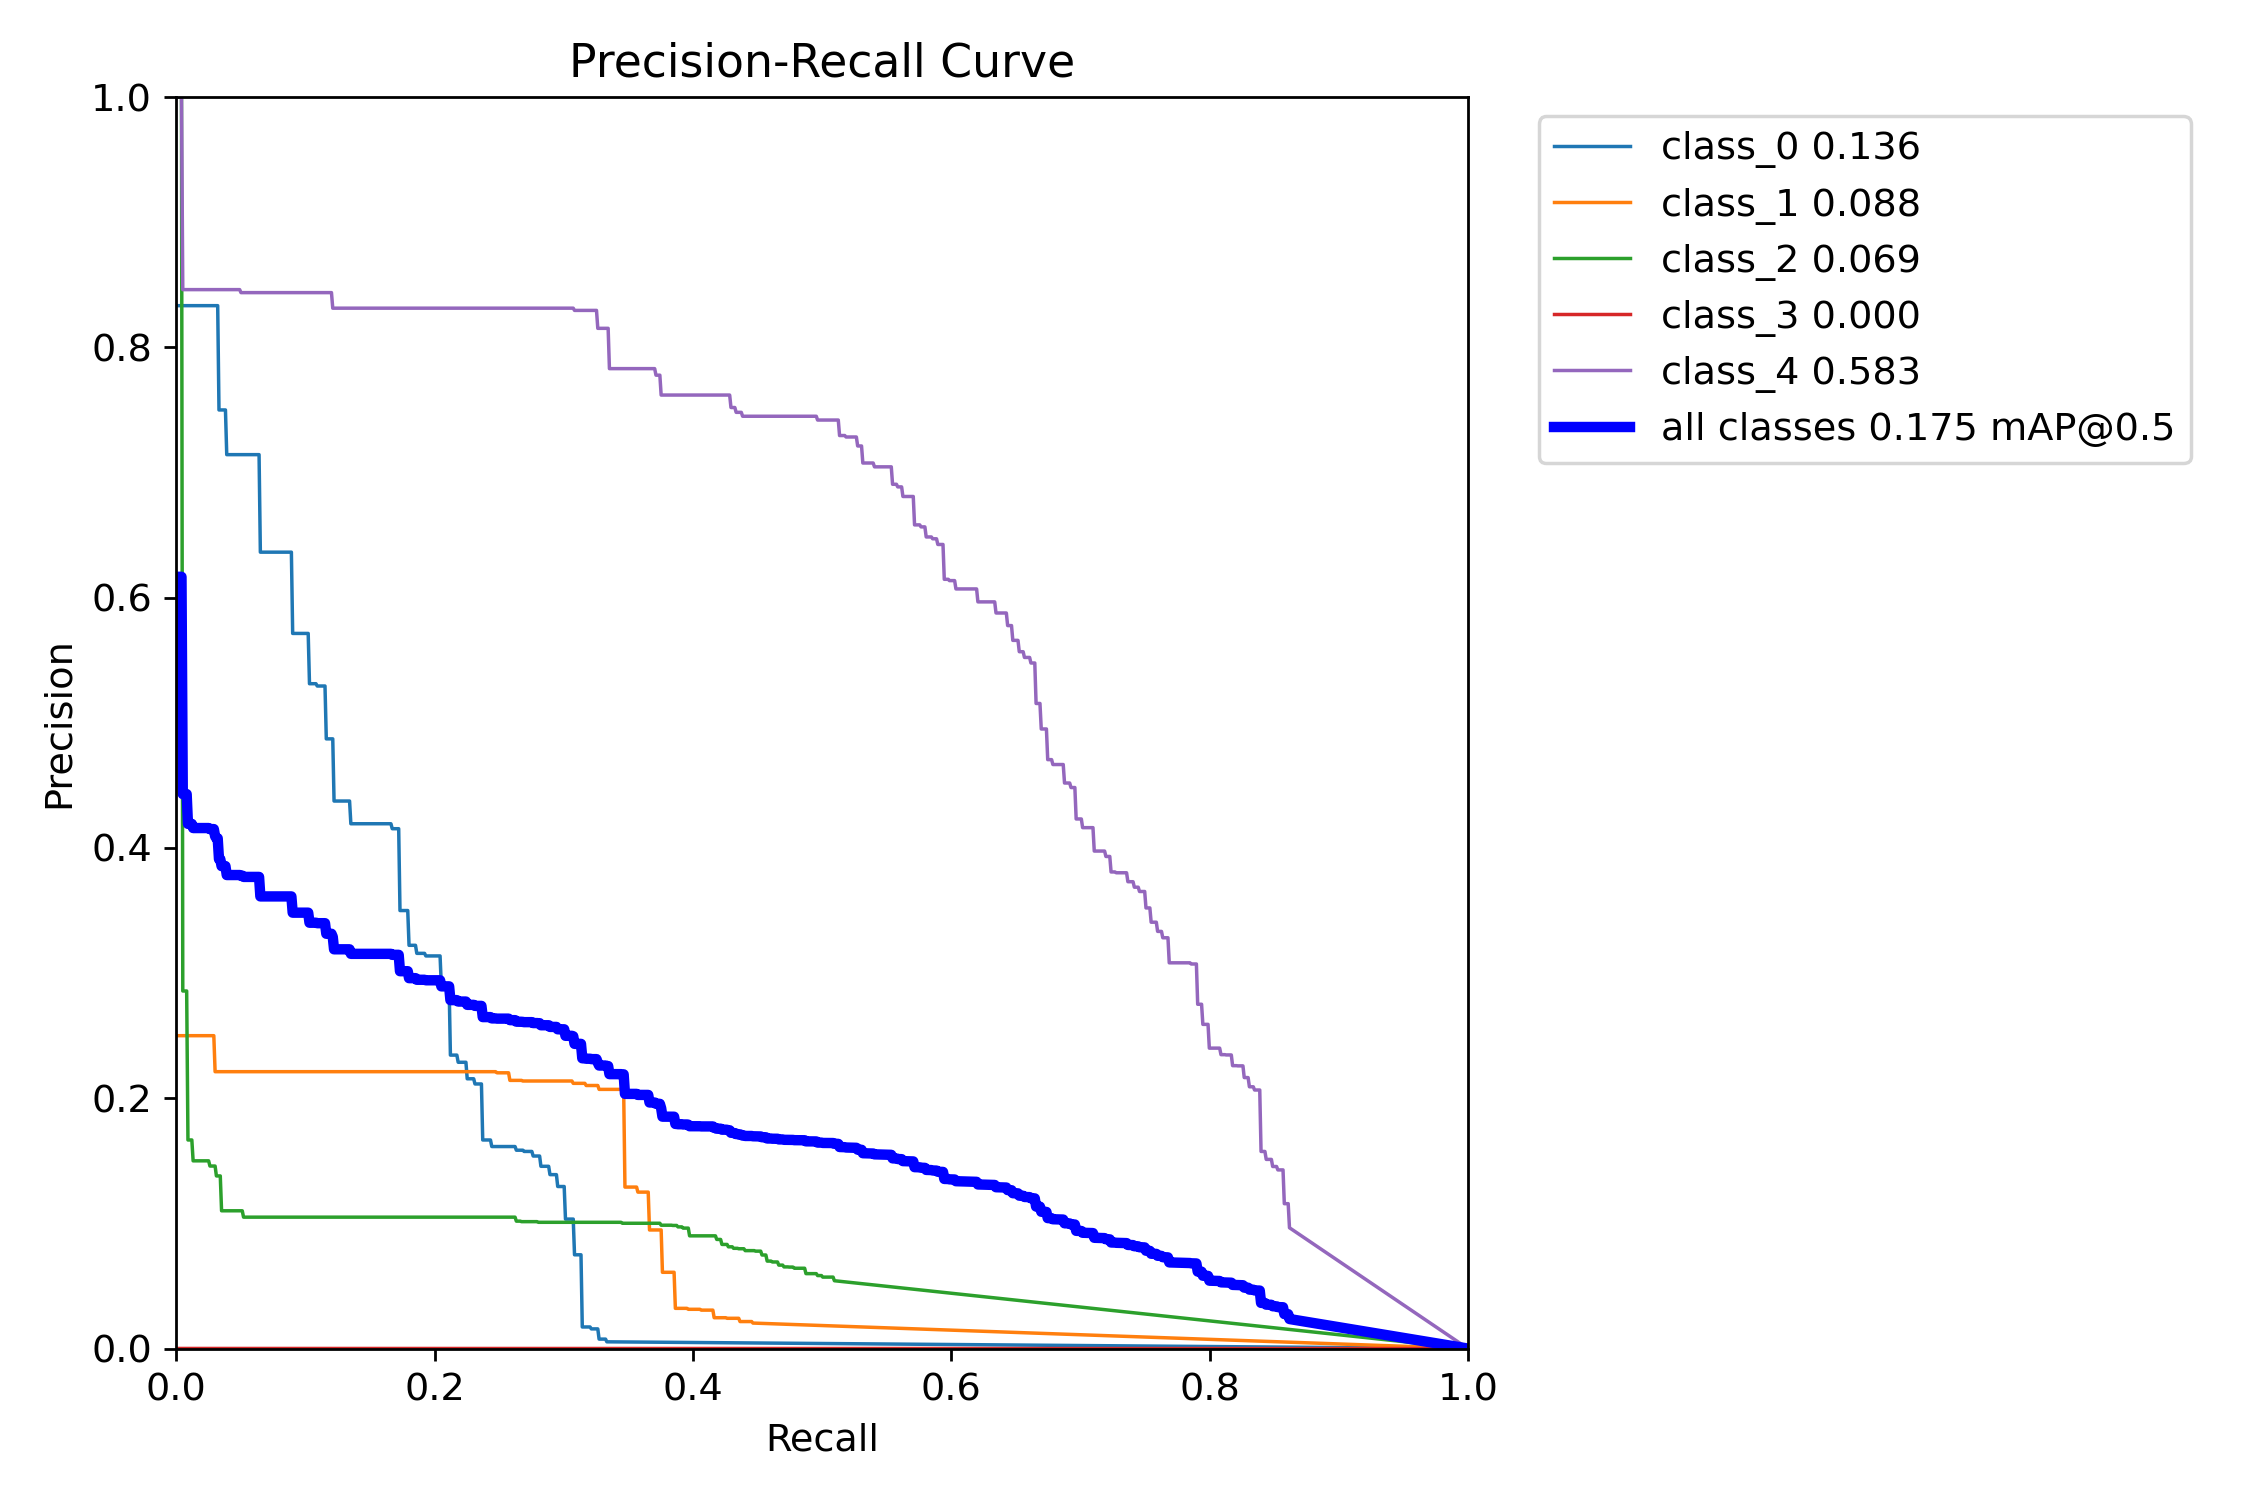 Precision-Recall Curve
1.0
0.8
0.6
0.4
0.2
0.0
Precision
0.0 0.2 0.4 0.6 0.8 1.0
Recall
class_0 0.136
class_1 0.088
class_2 0.069
class_3 0.000
class_4 0.583
all classes 0.175 mAP@0.5